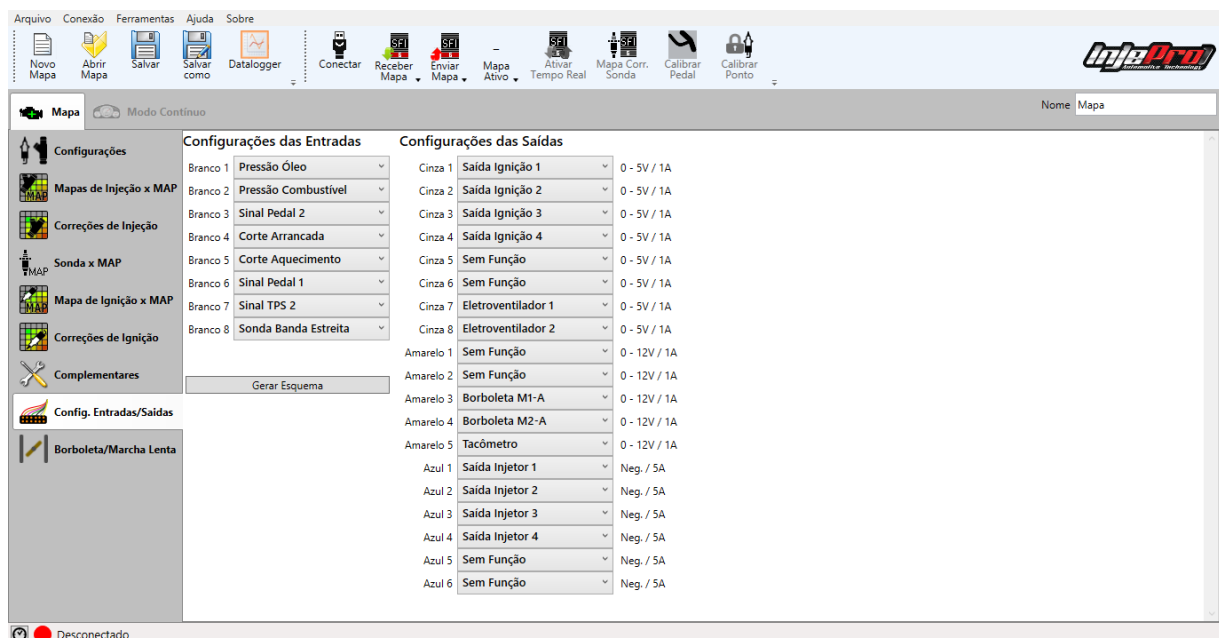 Arquivo Conexão Ferramentas Ajuda Sobre
Novo Mapa
Abrir Mapa
Salvar
Salvar como
Datalogger
Conectar
Receber Mapa
Enviar Mapa
Mapa Ativo
Ativar Tempo Real
Mapa Corr. Sonda
Calibrar Pedal
Calibrar Ponto
SFI
SFI
SFI
SFI
InjePro
Automotive Technology
Mapa
Modo Contínuo
Nome Mapa
Configurações
MAP
Mapas de Injeção x MAP
Correções de Injeção
MAP
Sonda x MAP
MAP
Mapa de Ignição x MAP
Correções de Ignição
Complementares
Config. Entradas/Saidas
Borboleta/Marcha Lenta
Configurações das Entradas
Branco 1 Pressão Óleo
Branco 2 Pressão Combustível
Branco 3 Sinal Pedal 2
Branco 4 Corte Arrancada
Branco 5 Corte Aquecimento
Branco 6 Sinal Pedal 1
Branco 7 Sinal TPS 2
Branco 8 Sonda Banda Estreita
Gerar Esquema
Configurações das Saídas
Cinza 1 Saída Ignição 1 0 - 5V / 1A
Cinza 2 Saída Ignição 2 0 - 5V / 1A
Cinza 3 Saída Ignição 3 0 - 5V / 1A
Cinza 4 Saída Ignição 4 0 - 5V / 1A
Cinza 5 Sem Função 0 - 5V / 1A
Cinza 6 Sem Função 0 - 5V / 1A
Cinza 7 Eletroventilador 1 0 - 5V / 1A
Cinza 8 Eletroventilador 2 0 - 5V / 1A
Amarelo 1 Sem Função 0 - 12V / 1A
Amarelo 2 Sem Função 0 - 12V / 1A
Amarelo 3 Borboleta M1-A 0 - 12V / 1A
Amarelo 4 Borboleta M2-A 0 - 12V / 1A
Amarelo 5 Tacômetro 0 - 12V / 1A
Azul 1 Saída Injetor 1 Neg. / 5A
Azul 2 Saída Injetor 2 Neg. / 5A
Azul 3 Saída Injetor 3 Neg. / 5A
Azul 4 Saída Injetor 4 Neg. / 5A
Azul 5 Sem Função Neg. / 5A
Azul 6 Sem Função Neg. / 5A
Desconectado